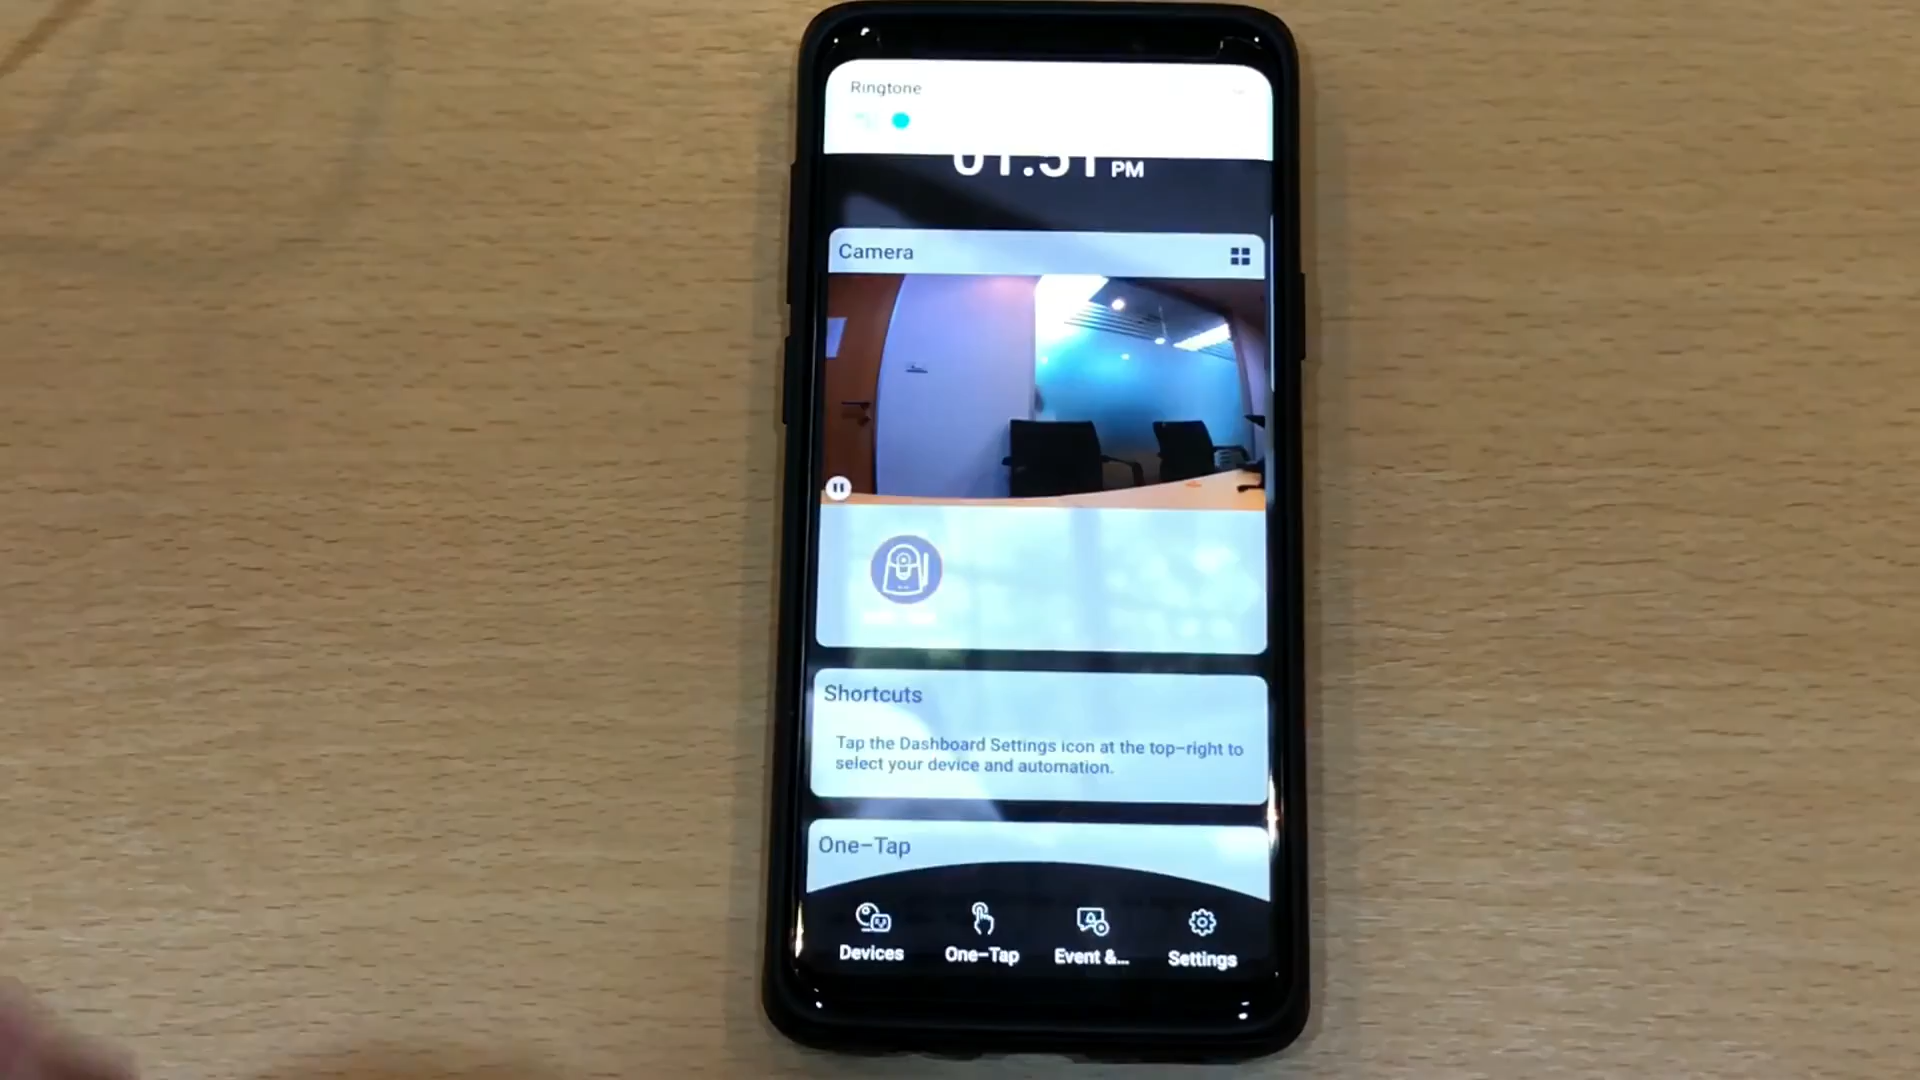 Ringtone
01:51 PM
Camera
Shortcuts
Tap the Dashboard Settings icon at the top-right to
select your device and automation.
One-Tap
Devices
One-Tap
Event &...
Settings